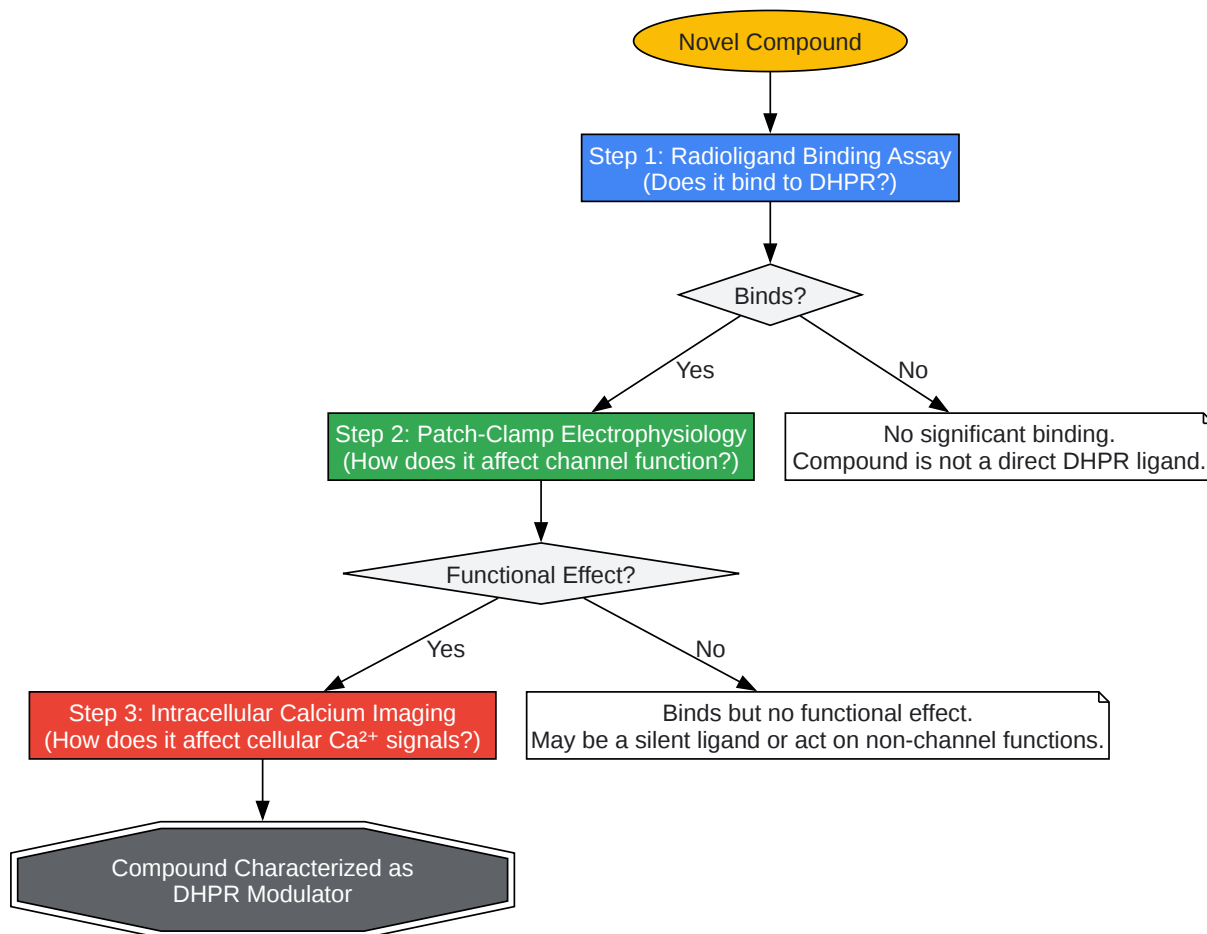 Novel Compound
Step 1: Radioligand Binding Assay
(Does it bind to DHPR?)
Binds?
Yes
No
Step 2: Patch-Clamp Electrophysiology
(How does it affect channel function?)
No significant binding.
Compound is not a direct DHPR ligand.
Functional Effect?
Yes
No
Step 3: Intracellular Calcium Imaging
(How does it affect cellular Ca²⁺ signals?)
Binds but no functional effect.
May be a silent ligand or act on non-channel functions.
Compound Characterized as
DHPR Modulator